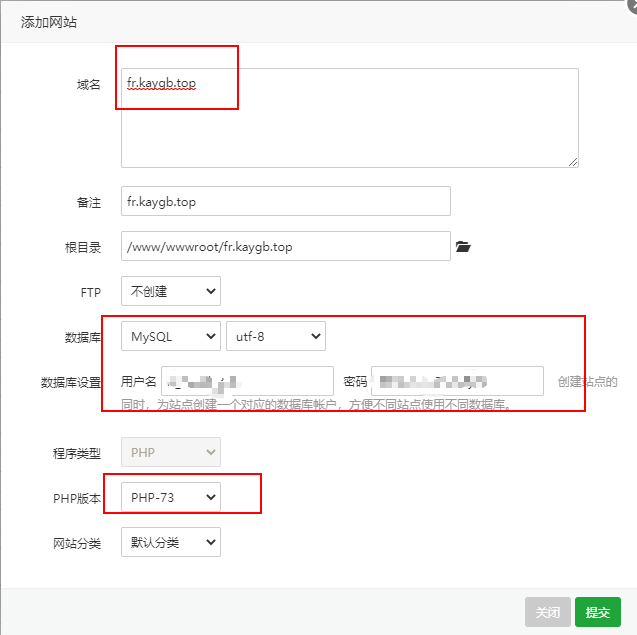 添加网站
域名 fr.kaygb.top
备注 fr.kaygb.top
根目录 /www/wwwroot/fr.kaygb.top
FTP 不创建
数据库 MySQL utf-8
数据库设置 用户名 密码 创建站点的
同时，为站点创建一个对应的数据库帐户，方便不同站点使用不同数据库。
程序类型 PHP
PHP版本 PHP-73
网站分类 默认分类
关闭 提交